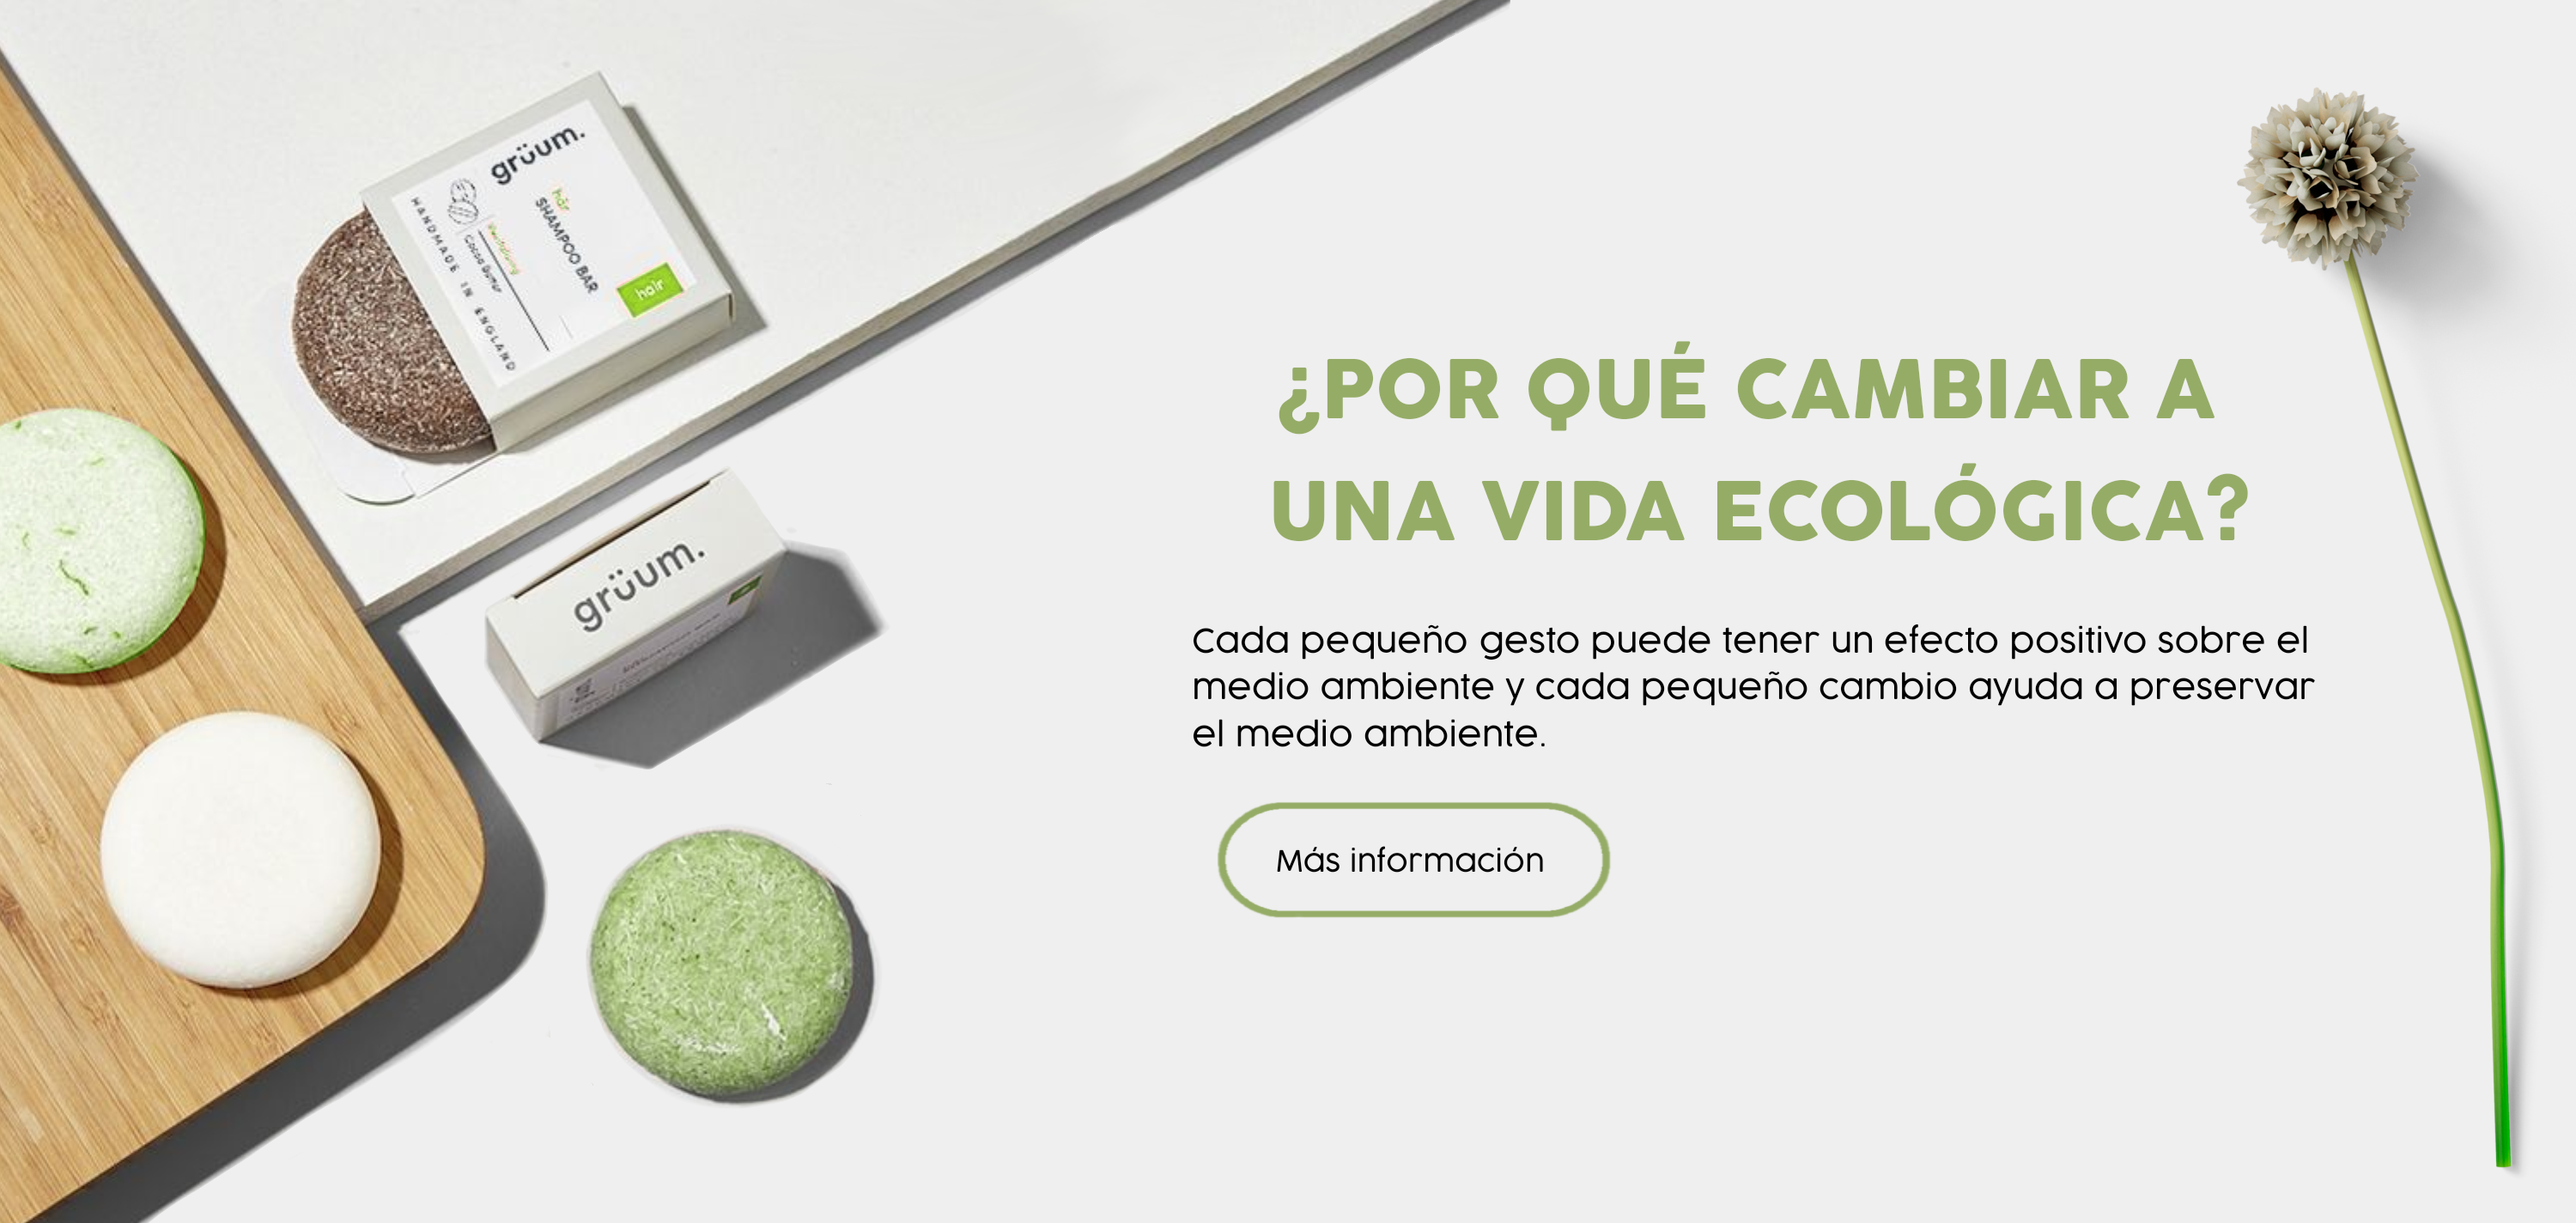 grüum.
hår
SHAMPOO BAR
Revitalising
Cocoa Butter
HANDMADE IN ENGLAND
hair
grüum.
¿POR QUÉ CAMBIAR A
UNA VIDA ECOLÓGICA?
Cada pequeño gesto puede tener un efecto positivo sobre el
medio ambiente y cada pequeño cambio ayuda a preservar
el medio ambiente.
Más información